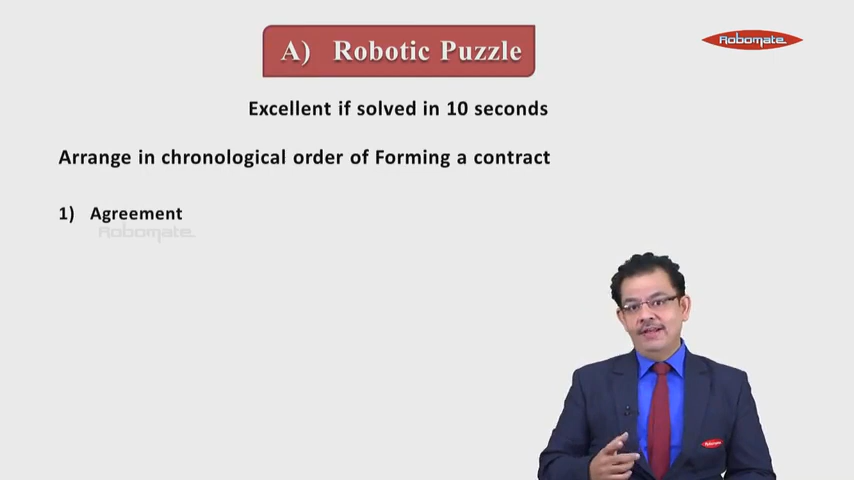 A) Robotic Puzzle
Robomate
Excellent if solved in 10 seconds
Arrange in chronological order of Forming a contract
1) Agreement
Robomate
Robomate